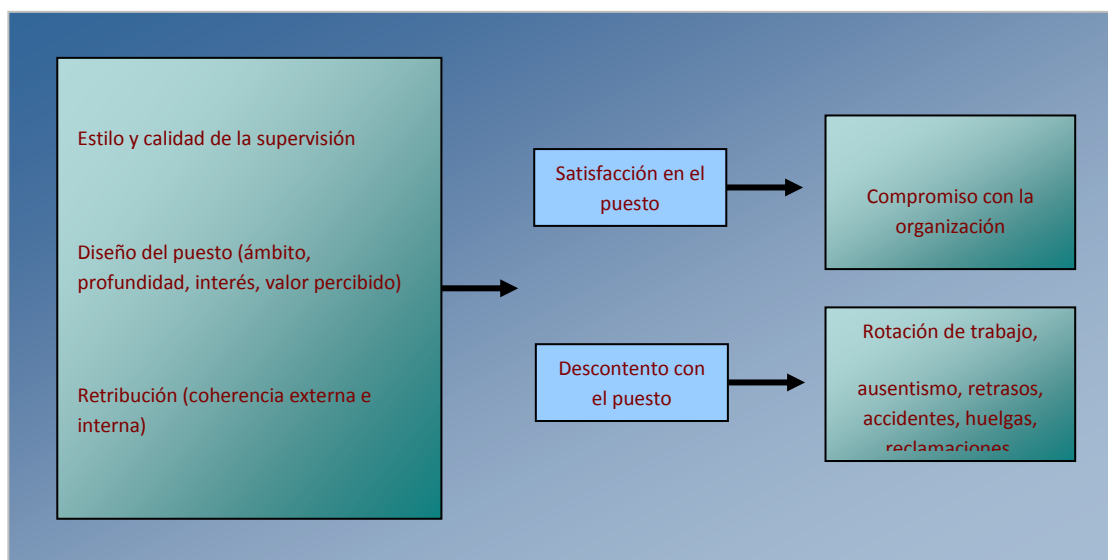 Estilo y calidad de la supervisión
Diseño del puesto (ámbito,
profundidad, interés, valor percibido)
Retribución (coherencia externa e
interna)
Satisfacción en el
puesto
Descontento con
el puesto
Compromiso con la
organización
Rotación de trabajo,
ausentismo, retrasos,
accidentes, huelgas,
reclamaciones